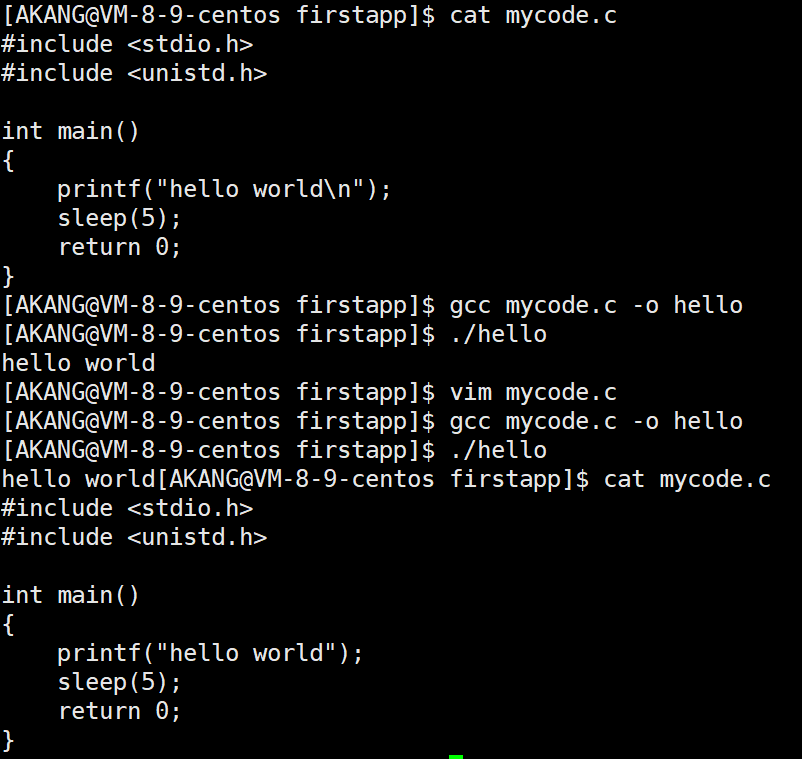 [AKANG@VM-8-9-centos firstapp]$ cat mycode.c
#include <stdio.h>
#include <unistd.h>

int main()
{
    printf("hello world\n");
    sleep(5);
    return 0;
}
[AKANG@VM-8-9-centos firstapp]$ gcc mycode.c -o hello
[AKANG@VM-8-9-centos firstapp]$ ./hello
hello world
[AKANG@VM-8-9-centos firstapp]$ vim mycode.c
[AKANG@VM-8-9-centos firstapp]$ gcc mycode.c -o hello
[AKANG@VM-8-9-centos firstapp]$ ./hello
hello world[AKANG@VM-8-9-centos firstapp]$ cat mycode.c
#include <stdio.h>
#include <unistd.h>

int main()
{
    printf("hello world");
    sleep(5);
    return 0;
}